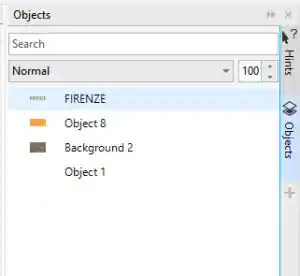 Objects
Search
Normal
100
FIRENZE
Object 8
Background 2
Object 1
Hints
Objects